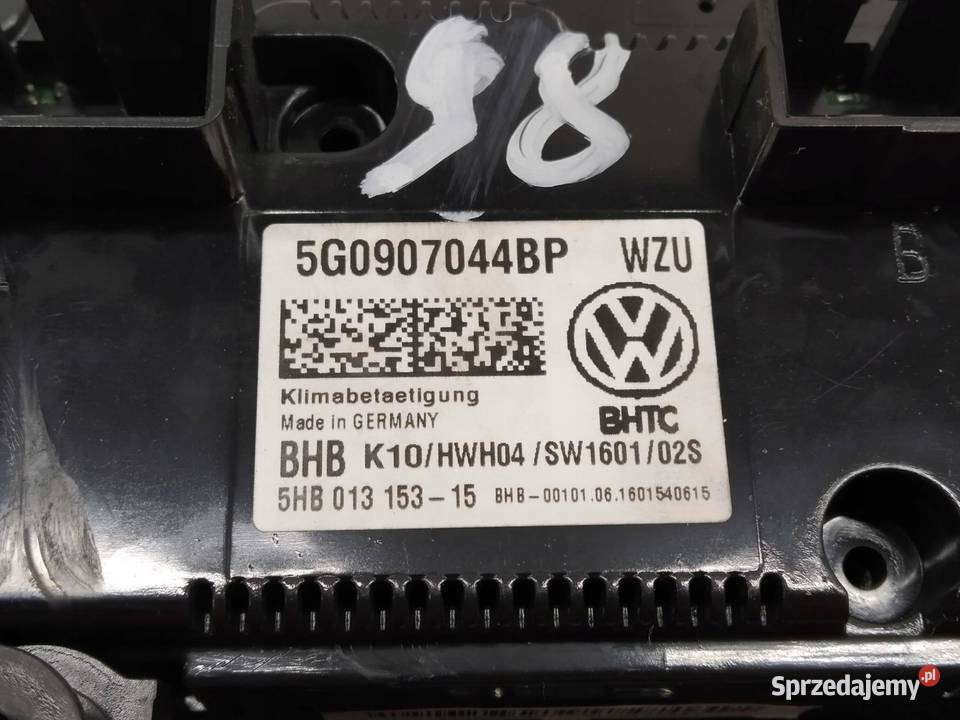 98
5G0907044BP WZU
Klimabetaetigung
Made in GERMANY
BHTC
BHB K10/HWH04 /SW1601/02S
5HB 013 153-15 BHB-00101.06.1601540615
B
Sprzedajemy.pl